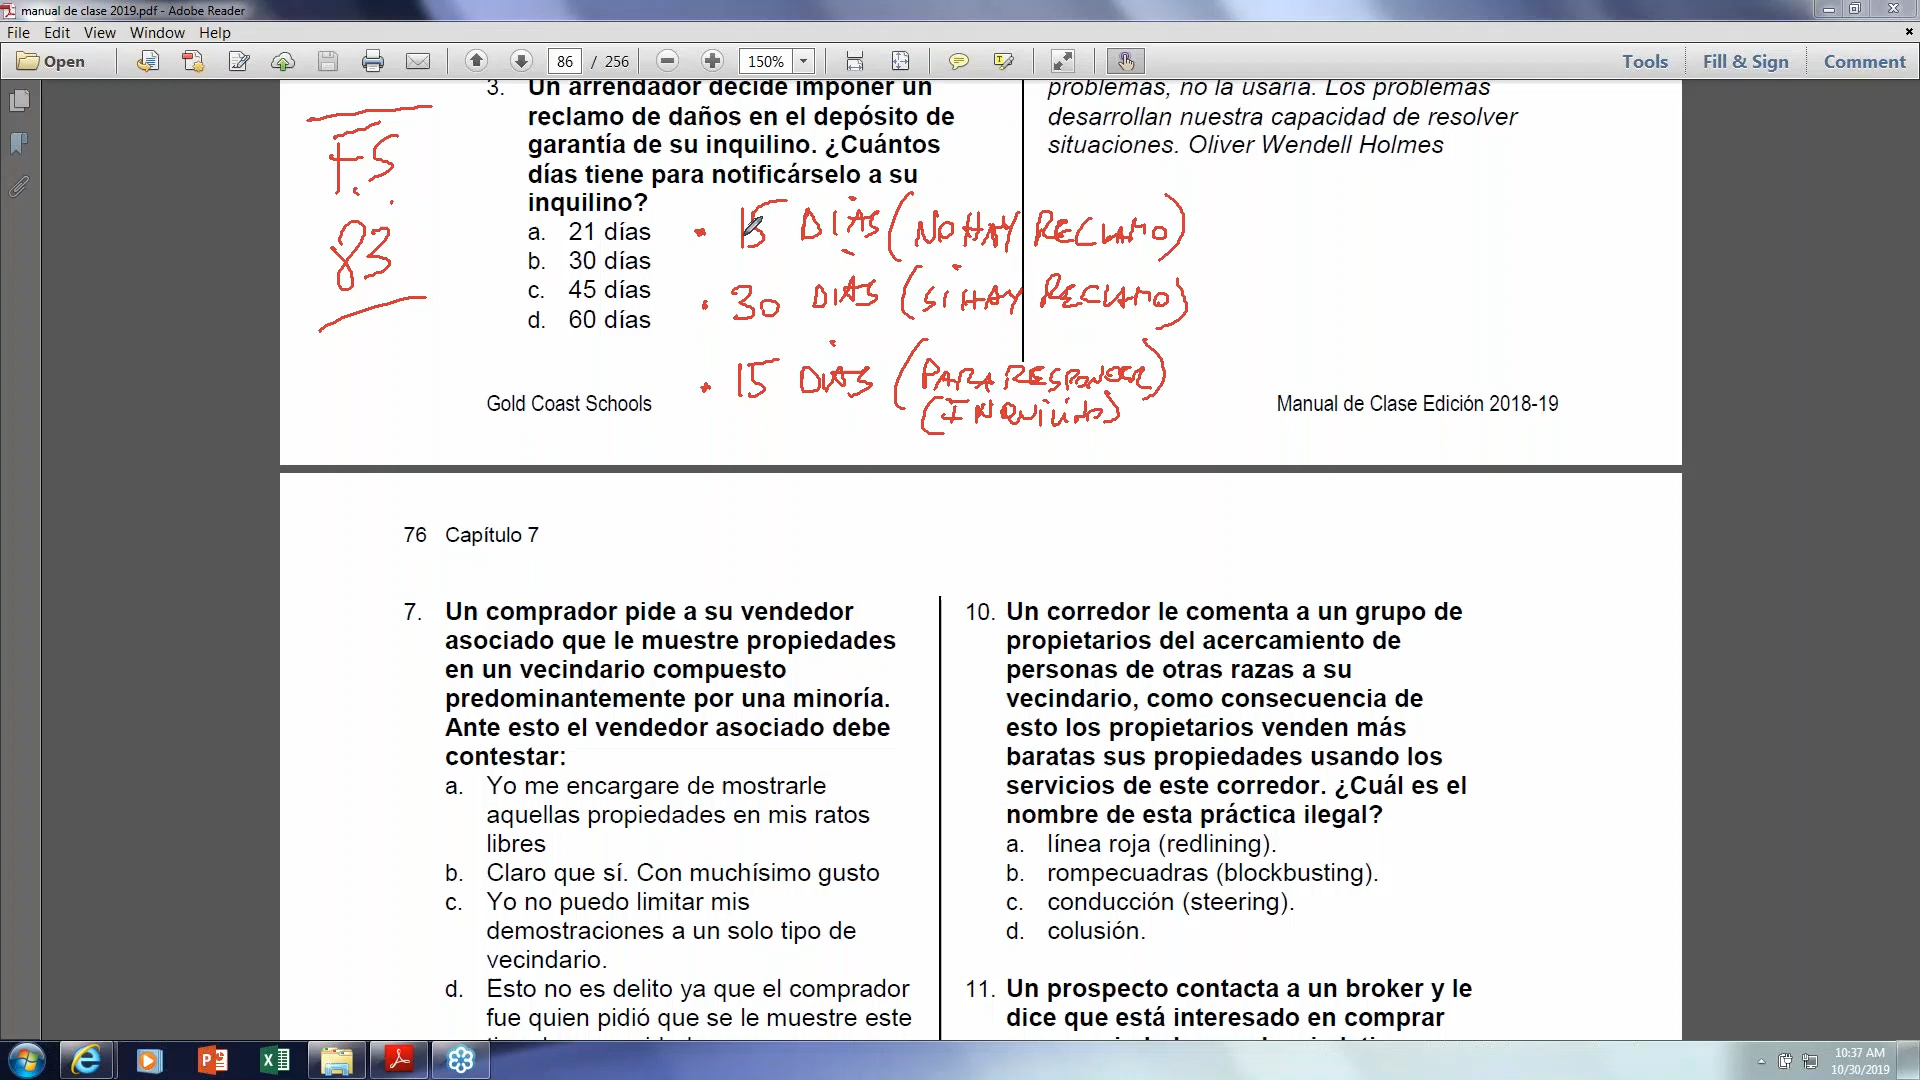 manual de clase 2019.pdf - Adobe Reader
File Edit View Window Help
Open 86 / 256 150% Tools Fill & Sign Comment
3. Un arrendador decide imponer un
reclamo de daños en el depósito de
garantía de su inquilino. ¿Cuántos
días tiene para notificárselo a su
inquilino?
a. 21 días
b. 30 días
c. 45 días
d. 60 días
problemas, no la usaría. Los problemas
desarrollan nuestra capacidad de resolver
situaciones. Oliver Wendell Holmes
F.S.
83
• 15 DIAS (NO HAY RECLAMO)
• 30 DIAS (SI HAY RECLAMO)
• 15 DIAS (PARA RESPONDER)
(INQUILINO)
Gold Coast Schools
Manual de Clase Edición 2018-19
76 Capítulo 7
7. Un comprador pide a su vendedor
asociado que le muestre propiedades
en un vecindario compuesto
predominantemente por una minoría.
Ante esto el vendedor asociado debe
contestar:
a. Yo me encargare de mostrarle
aquellas propiedades en mis ratos
libres
b. Claro que sí. Con muchísimo gusto
c. Yo no puedo limitar mis
demostraciones a un solo tipo de
vecindario.
d. Esto no es delito ya que el comprador
fue quien pidió que se le muestre este
10. Un corredor le comenta a un grupo de
propietarios del acercamiento de
personas de otras razas a su
vecindario, como consecuencia de
esto los propietarios venden más
baratas sus propiedades usando los
servicios de este corredor. ¿Cuál es el
nombre de esta práctica ilegal?
a. línea roja (redlining).
b. rompecuadras (blockbusting).
c. conducción (steering).
d. colusión.
11. Un prospecto contacta a un broker y le
dice que está interesado en comprar
10:37 AM
10/30/2019